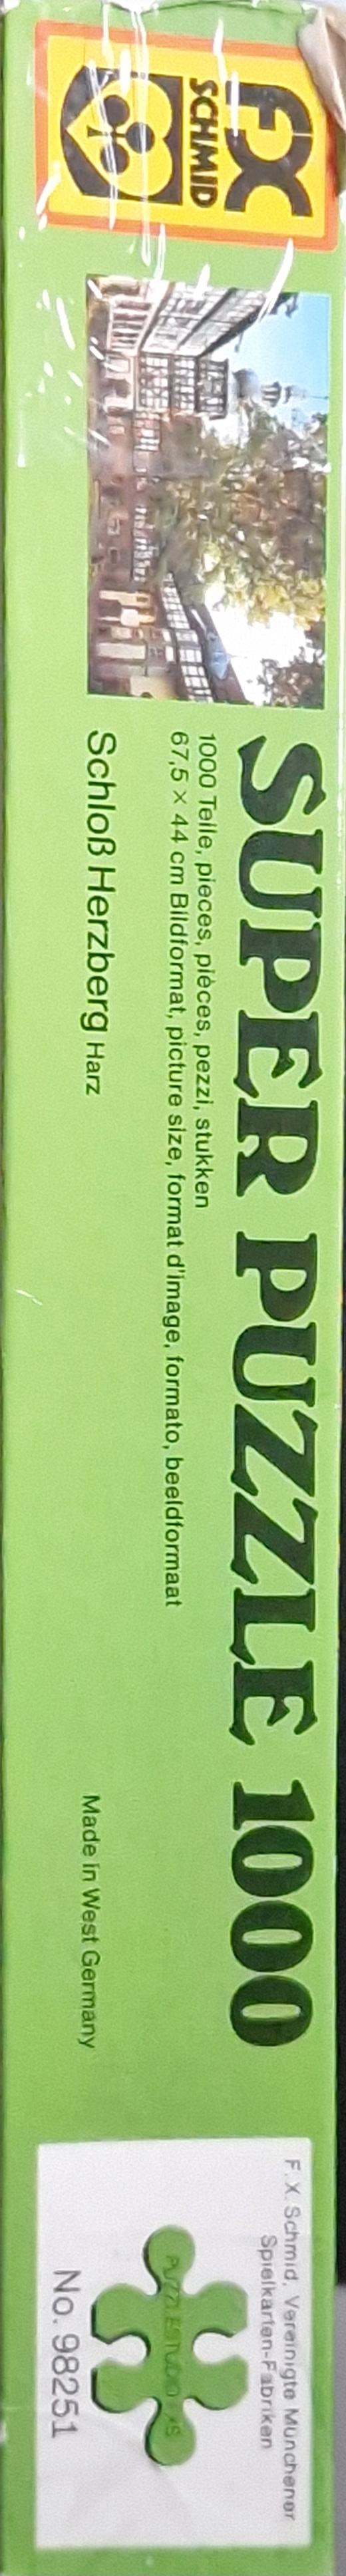 FX
SCHMID
SUPER PUZZLE 1000
1000 Teile, pieces, pièces, pezzi, stukken
67,5 × 44 cm Bildformat, picture size, format d'image, formato, beeldformaat
Schloß Herzberg Harz
Made in West Germany
F.X. Schmid, Vereinigte Münchener
Spielkarten-Fabriken
No. 98251